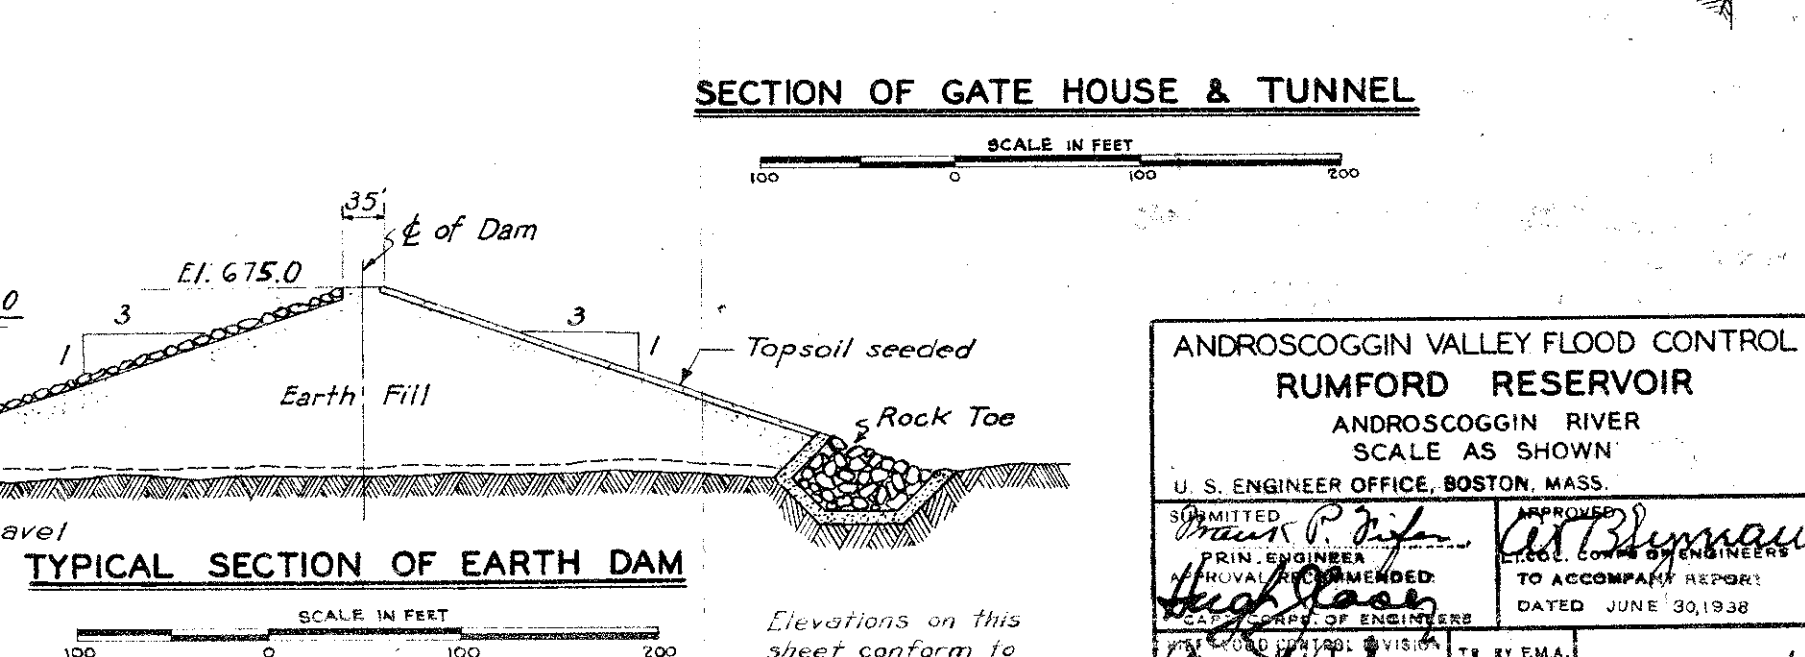 SECTION OF GATE HOUSE & TUNNEL
SCALE IN FEET
100 0 100 200
35'
℄ of Dam
El. 675.0
0
3
1
3
1
Topsoil seeded
Earth Fill
Rock Toe
avel
TYPICAL SECTION OF EARTH DAM
SCALE IN FEET
100 0 100 200
Elevations on this
sheet conform to
ANDROSCOGGIN VALLEY FLOOD CONTROL
RUMFORD RESERVOIR
ANDROSCOGGIN RIVER
SCALE AS SHOWN
U. S. ENGINEER OFFICE, BOSTON, MASS.
SUBMITTED
PRIN. ENGINEER
APPROVAL RECOMMENDED:
Hugh
CAPT. CORPS. OF ENGINEERS
FLOOD CONTROL DIVISION
APPROVED
LT. COL. CORPS OF ENGINEERS
TO ACCOMPANY REPORT
DATED JUNE 30, 1938
TR. BY F.M.A.